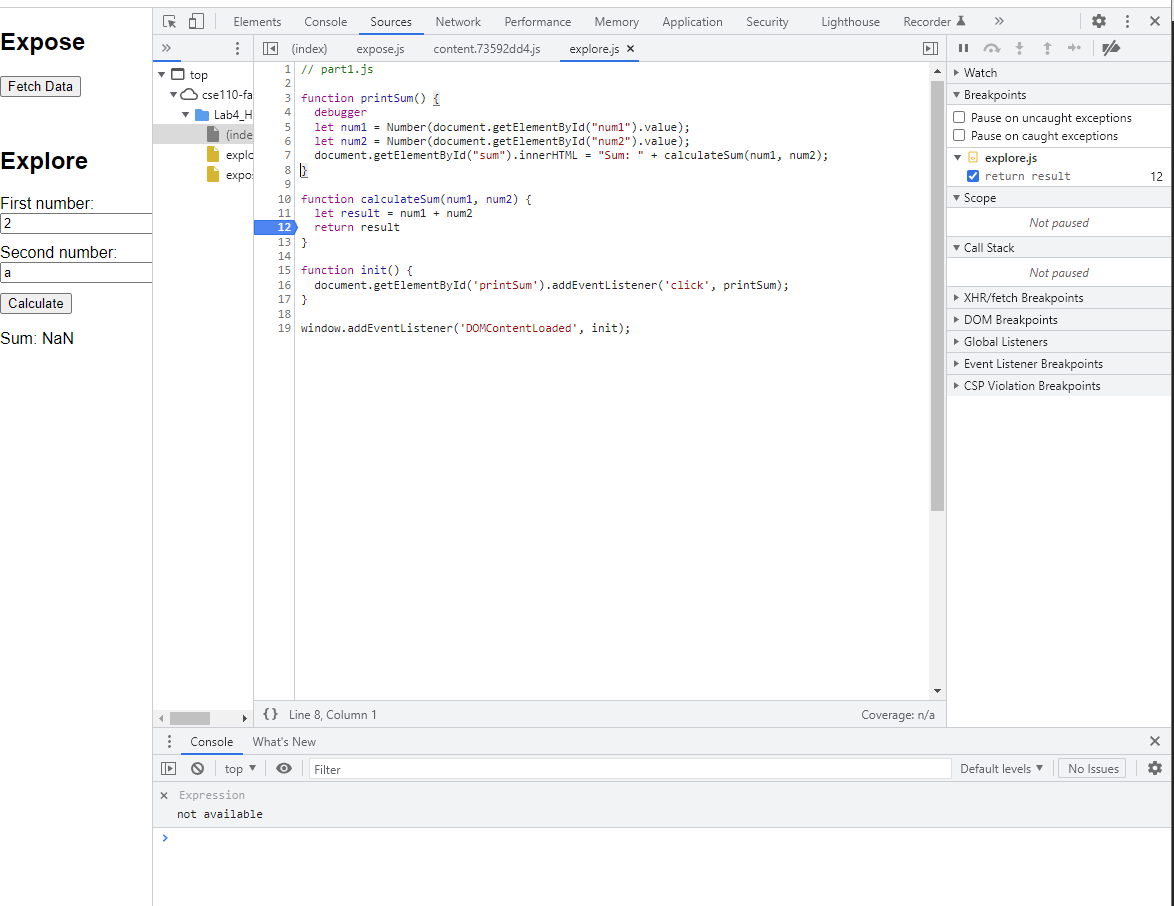 Expose
Fetch Data
Explore
First number:
2
Second number:
a
Calculate
Sum: NaN
Elements Console Sources Network Performance Memory Application Security Lighthouse Recorder
(index) expose.js content.73592dd4.js explore.js
top
cse110-fa
Lab4_H
(inde
explo
expo
1 // part1.js
2
3 function printSum() {
4 debugger
5 let num1 = Number(document.getElementById("num1").value);
6 let num2 = Number(document.getElementById("num2").value);
7 document.getElementById("sum").innerHTML = "Sum: " + calculateSum(num1, num2);
8 }
9
10 function calculateSum(num1, num2) {
11 let result = num1 + num2
12 return result
13 }
14
15 function init() {
16 document.getElementById('printSum').addEventListener('click', printSum);
17 }
18
19 window.addEventListener('DOMContentLoaded', init);
{} Line 8, Column 1 Coverage: n/a
Watch
Breakpoints
Pause on uncaught exceptions
Pause on caught exceptions
explore.js
return result 12
Scope
Not paused
Call Stack
Not paused
XHR/fetch Breakpoints
DOM Breakpoints
Global Listeners
Event Listener Breakpoints
CSP Violation Breakpoints
Console What's New
top Filter Default levels No Issues
Expression
not available